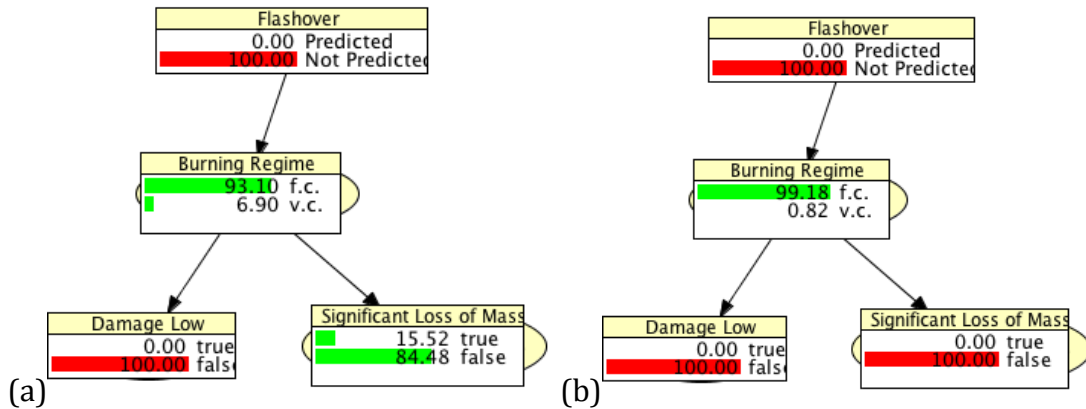 Flashover
0.00 Predicted
100.00 Not Predicted
Burning Regime
93.10 f.c.
6.90 v.c.
Damage Low
0.00 true
100.00 fals
Significant Loss of Mass
15.52 true
84.48 false
(a)
Flashover
0.00 Predicted
100.00 Not Predicted
Burning Regime
99.18 f.c.
0.82 v.c.
Damage Low
0.00 true
100.00 fals
Significant Loss of Mass
0.00 true
100.00 false
(b)